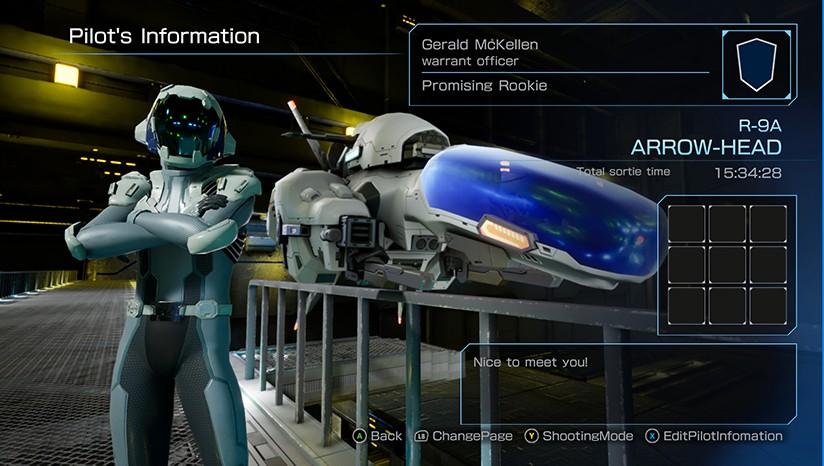 Pilot's Information
Gerald McKellen
warrant officer
Promising Rookie
R-9A
ARROW-HEAD
Total sortie time 15:34:28
Nice to meet you!
A Back LB ChangePage Y ShootingMode X EditPilotInfomation